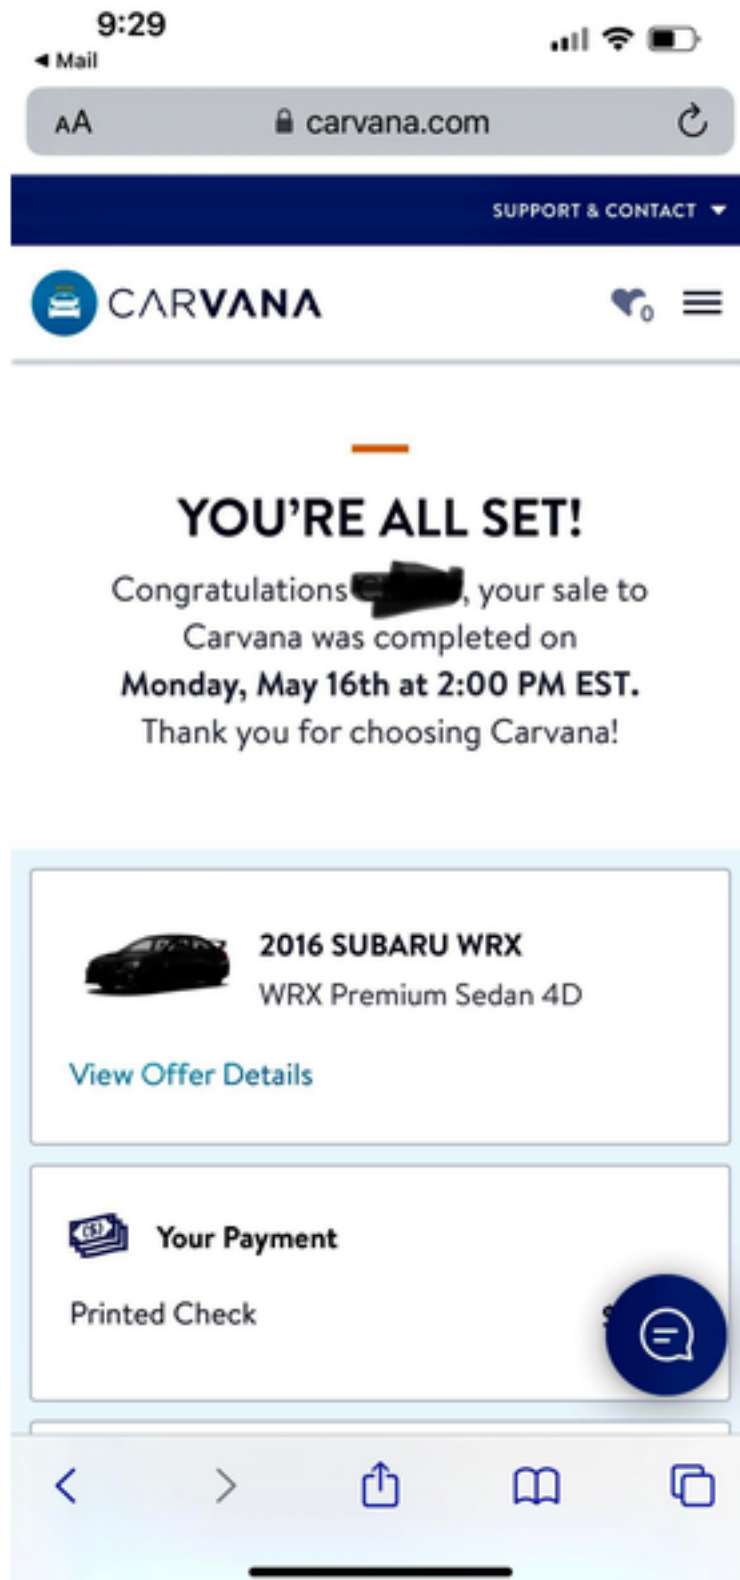 9:29
◀ Mail
AA carvana.com
SUPPORT & CONTACT
CARVANA
0
YOU'RE ALL SET!
Congratulations , your sale to
Carvana was completed on
Monday, May 16th at 2:00 PM EST.
Thank you for choosing Carvana!
2016 SUBARU WRX
WRX Premium Sedan 4D
View Offer Details
Your Payment
Printed Check